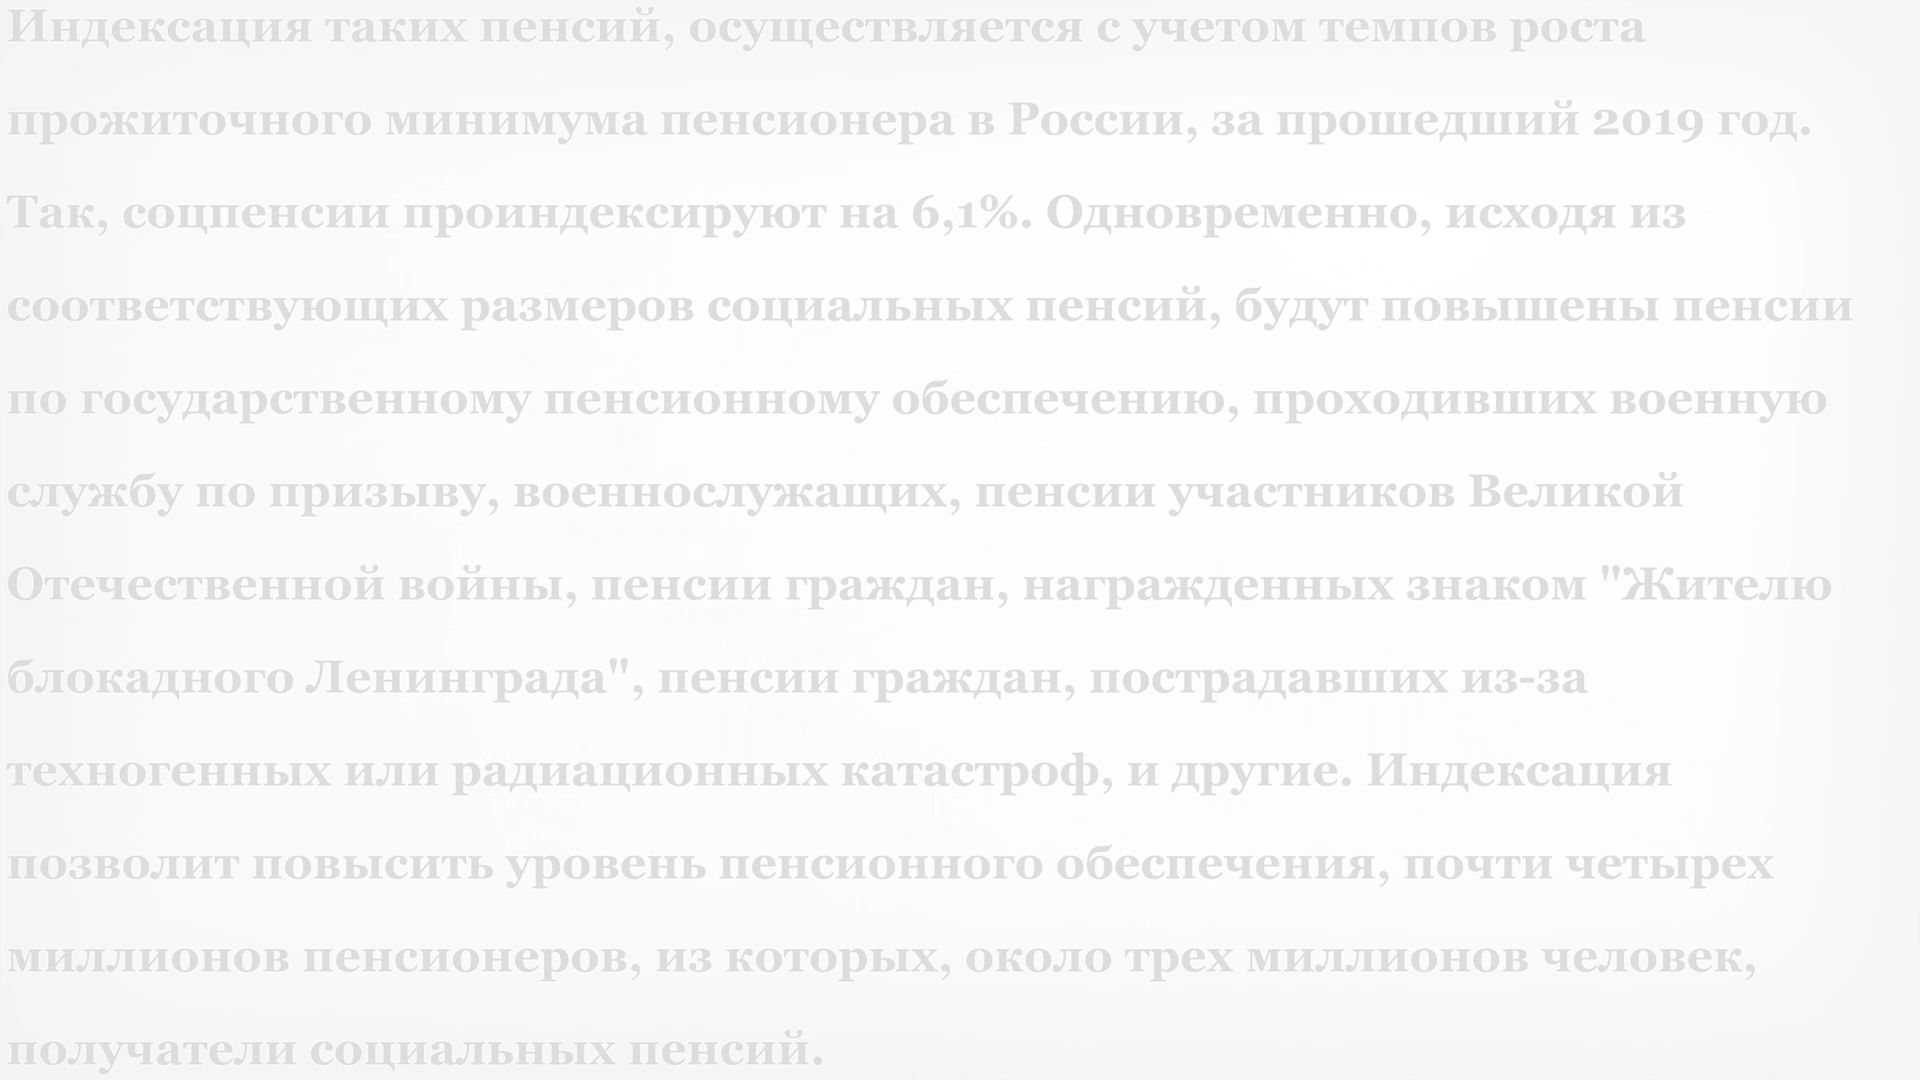 Индексация таких пенсий, осуществляется с учетом темпов роста
прожиточного минимума пенсионера в России, за прошедший 2019 год.
Так, соцпенсии проиндексируют на 6,1%. Одновременно, исходя из
соответствующих размеров социальных пенсий, будут повышены пенсии
по государственному пенсионному обеспечению, проходивших военную
службу по призыву, военнослужащих, пенсии участников Великой
Отечественной войны, пенсии граждан, награжденных знаком "Жителю
блокадного Ленинграда", пенсии граждан, пострадавших из-за
техногенных или радиационных катастроф, и другие. Индексация
позволит повысить уровень пенсионного обеспечения, почти четырех
миллионов пенсионеров, из которых, около трех миллионов человек,
получатели социальных пенсий.